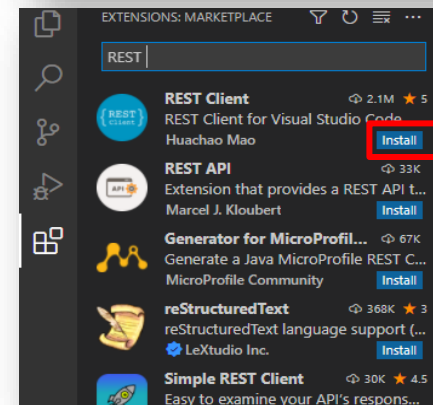 EXTENSIONS: MARKETPLACE
REST
{REST}
Client
REST Client 2.1M ★ 5
REST Client for Visual Studio Code
Huachao Mao Install
API
REST API 33K
Extension that provides a REST API t...
Marcel J. Kloubert Install
Generator for MicroProfil... 67K
Generate a Java MicroProfile REST C...
MicroProfile Community Install
reStructuredText 368K ★ 3
reStructuredText language support (...
LeXtudio Inc. Install
Simple REST Client 30K ★ 4.5
Easy to examine your API's respons...